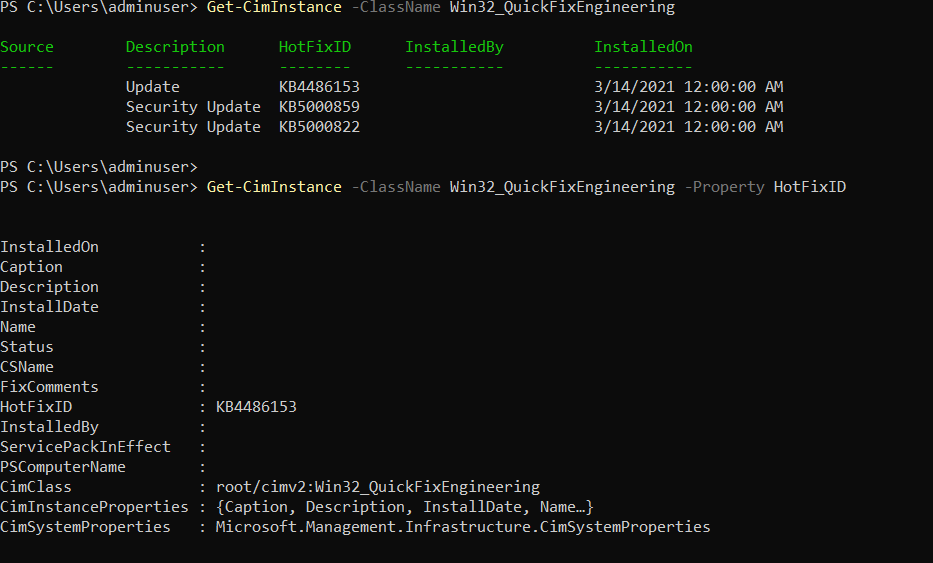 PS C:\Users\adminuser> Get-CimInstance -ClassName Win32_QuickFixEngineering
Source        Description      HotFixID      InstalledBy          InstalledOn
------        -----------      --------      -----------          -----------
              Update           KB4486153                          3/14/2021 12:00:00 AM
              Security Update  KB5000859                          3/14/2021 12:00:00 AM
              Security Update  KB5000822                          3/14/2021 12:00:00 AM
PS C:\Users\adminuser>
PS C:\Users\adminuser> Get-CimInstance -ClassName Win32_QuickFixEngineering -Property HotFixID
InstalledOn           :
Caption               :
Description           :
InstallDate           :
Name                  :
Status                :
CSName                :
FixComments           :
HotFixID              : KB4486153
InstalledBy           :
ServicePackInEffect   :
PSComputerName        :
CimClass              : root/cimv2:Win32_QuickFixEngineering
CimInstanceProperties : {Caption, Description, InstallDate, Name…}
CimSystemProperties   : Microsoft.Management.Infrastructure.CimSystemProperties